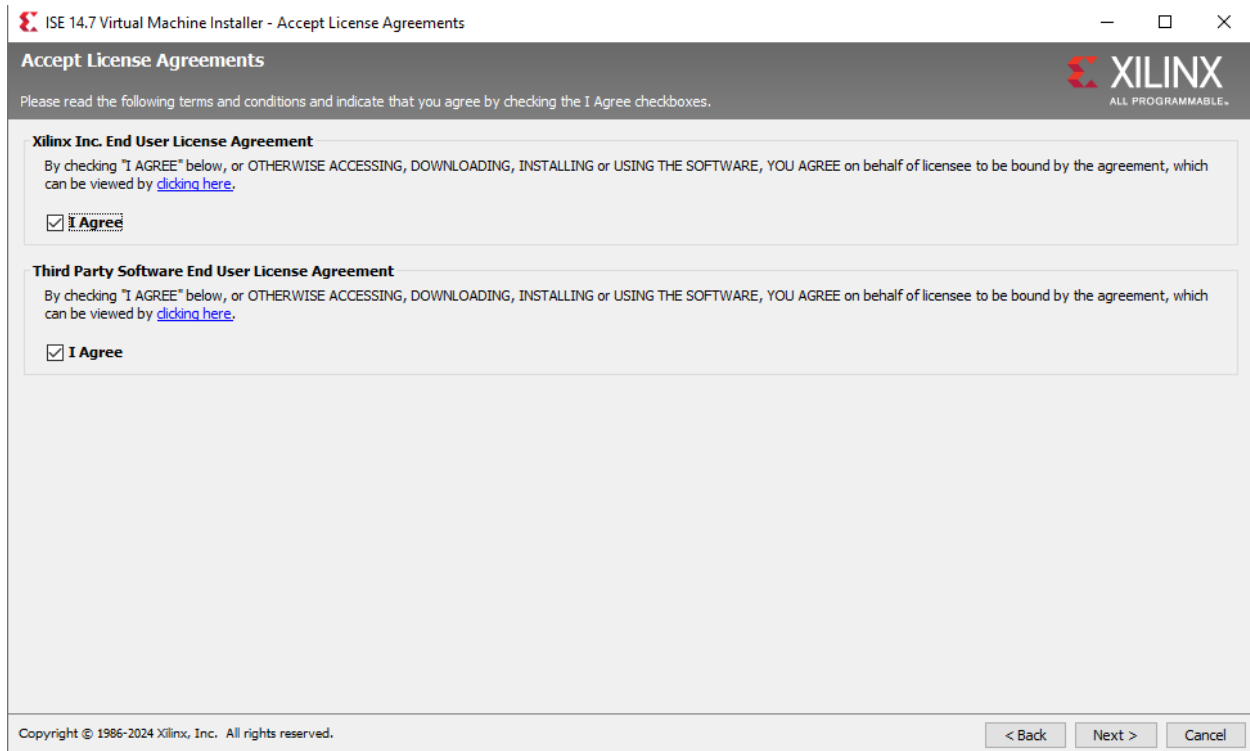 ISE 14.7 Virtual Machine Installer - Accept License Agreements
Accept License Agreements
XILINX
ALL PROGRAMMABLE™
Please read the following terms and conditions and indicate that you agree by checking the I Agree checkboxes.
Xilinx Inc. End User License Agreement
By checking "I AGREE" below, or OTHERWISE ACCESSING, DOWNLOADING, INSTALLING or USING THE SOFTWARE, YOU AGREE on behalf of licensee to be bound by the agreement, which
can be viewed by clicking here.
I Agree
Third Party Software End User License Agreement
By checking "I AGREE" below, or OTHERWISE ACCESSING, DOWNLOADING, INSTALLING or USING THE SOFTWARE, YOU AGREE on behalf of licensee to be bound by the agreement, which
can be viewed by clicking here.
I Agree
Copyright © 1986-2024 Xilinx, Inc. All rights reserved.
< Back Next > Cancel